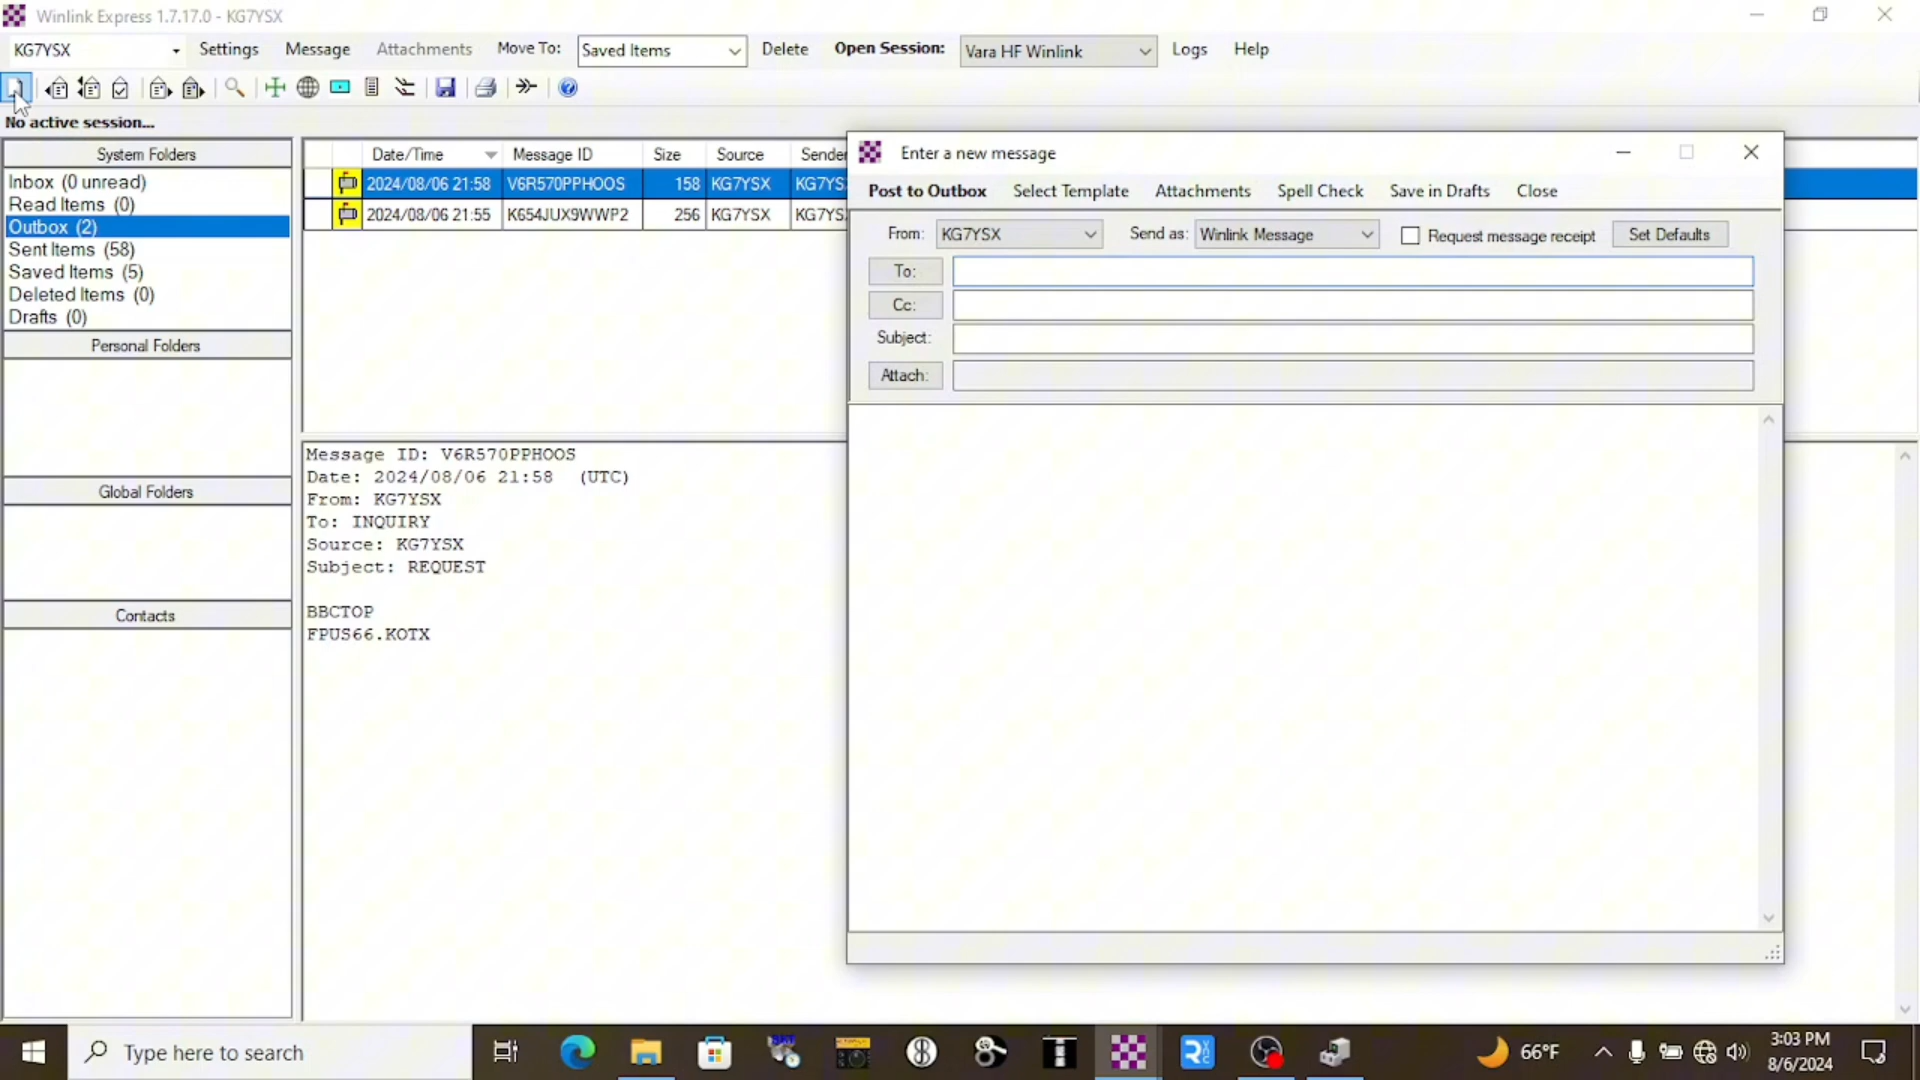 Winlink Express 1.7.17.0 - KG7YSX
KG7YSX Settings Message Attachments Move To: Saved Items Delete Open Session: Vara HF Winlink Logs Help
No active session...
System Folders
Inbox (0 unread)
Read Items (0)
Outbox (2)
Sent Items (58)
Saved Items (5)
Deleted Items (0)
Drafts (0)
Personal Folders
Global Folders
Contacts
Date/Time Message ID Size Source Sender
2024/08/06 21:58 V6R570PPHOOS 158 KG7YSX KG7YS
2024/08/06 21:55 K654JUX9WWP2 256 KG7YSX KG7YS
Message ID: V6R570PPHOOS
Date: 2024/08/06 21:58 (UTC)
From: KG7YSX
To: INQUIRY
Source: KG7YSX
Subject: REQUEST
BBCTOP
FPUS66.KOTX
Enter a new message
Post to Outbox Select Template Attachments Spell Check Save in Drafts Close
From: KG7YSX Send as: Winlink Message Request message receipt Set Defaults
To:
Cc:
Subject:
Attach:
Type here to search
66°F
3:03 PM
8/6/2024